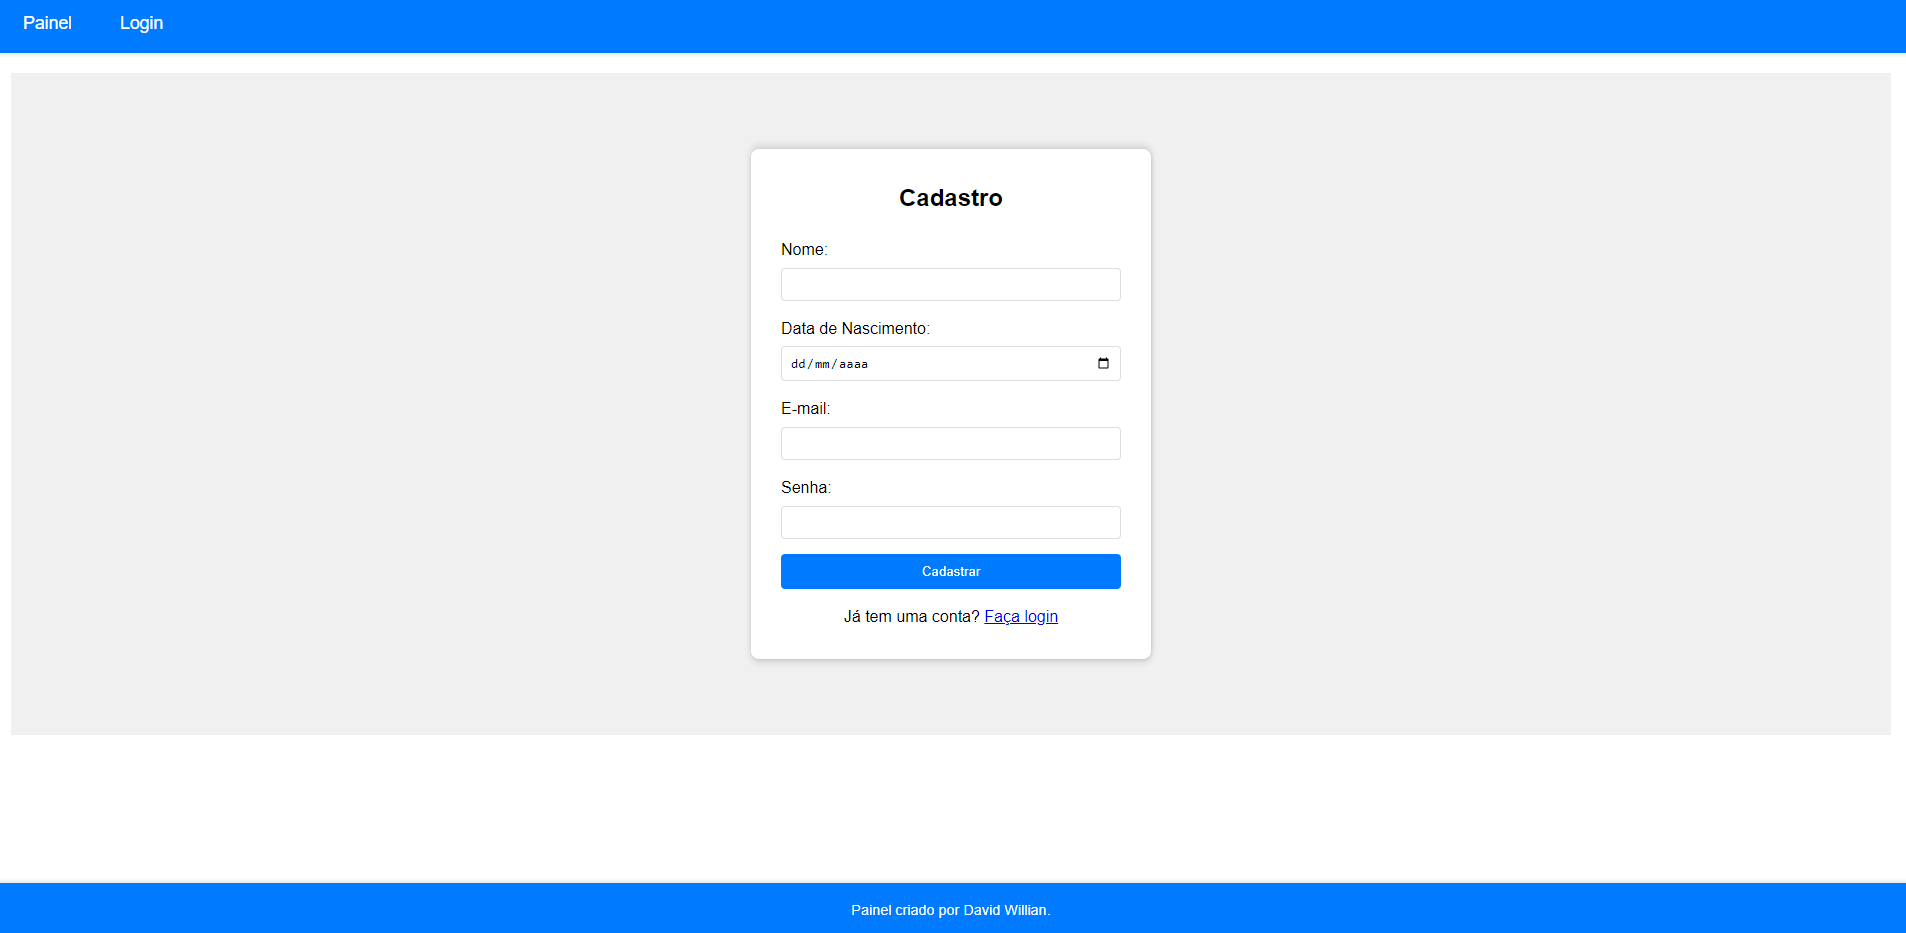 Painel Login
Cadastro
Nome:
Data de Nascimento:
dd/mm/aaaa
E-mail:
Senha:
Cadastrar
Já tem uma conta? Faça login
Painel criado por David Willian.